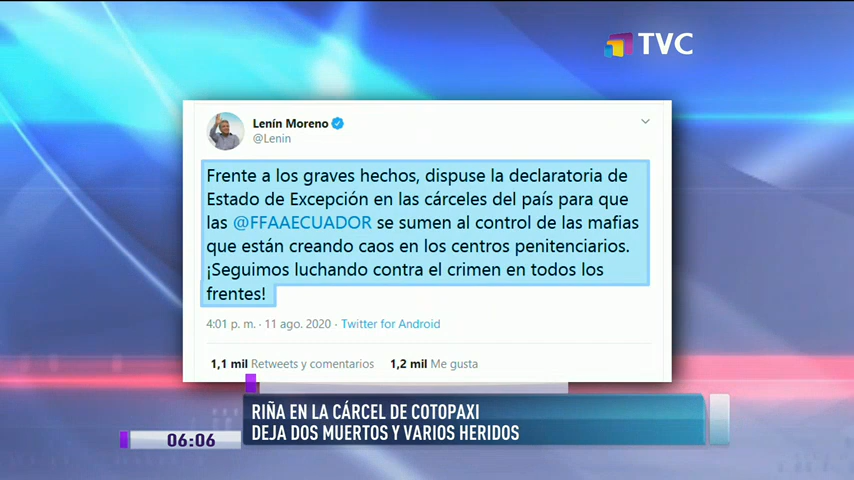 TVC
Lenín Moreno
@Lenin
Frente a los graves hechos, dispuse la declaratoria de
Estado de Excepción en las cárceles del país para que
las @FFAAECUADOR se sumen al control de las mafias
que están creando caos en los centros penitenciarios.
¡Seguimos luchando contra el crimen en todos los
frentes!
4:01 p. m. · 11 ago. 2020 · Twitter for Android
1,1 mil Retweets y comentarios 1,2 mil Me gusta
RIÑA EN LA CÁRCEL DE COTOPAXI
DEJA DOS MUERTOS Y VARIOS HERIDOS
06:06